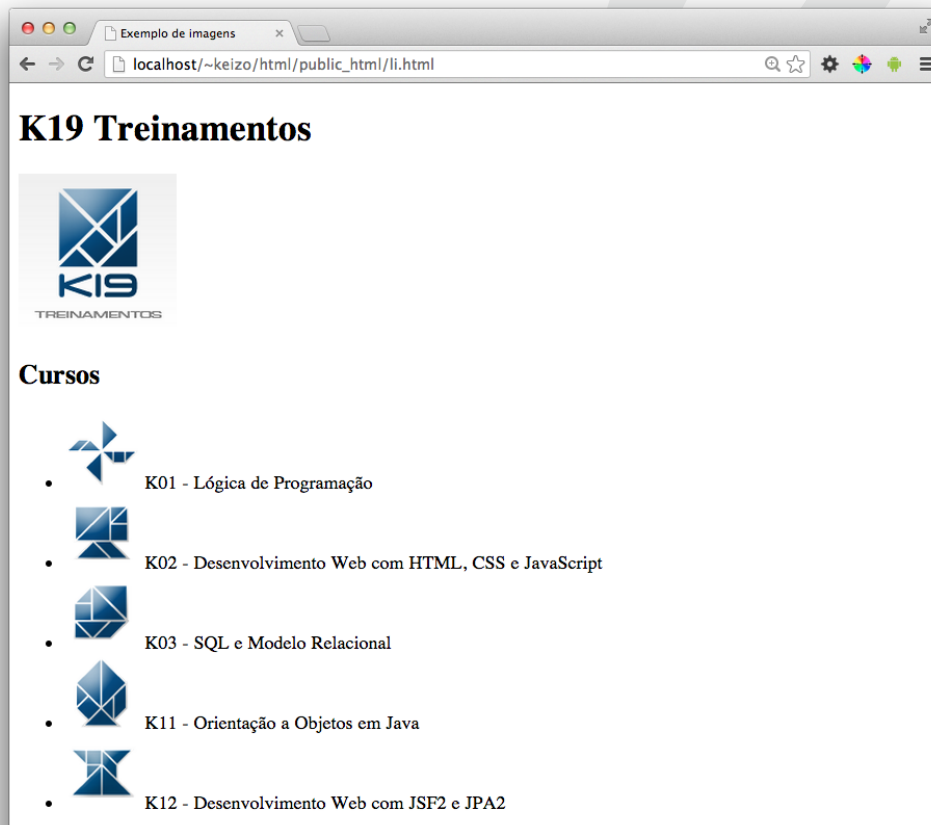 Exemplo de imagens
localhost/~keizo/html/public_html/li.html
K19 Treinamentos
K19
TREINAMENTOS
Cursos
K01 - Lógica de Programação
K02 - Desenvolvimento Web com HTML, CSS e JavaScript
K03 - SQL e Modelo Relacional
K11 - Orientação a Objetos em Java
K12 - Desenvolvimento Web com JSF2 e JPA2